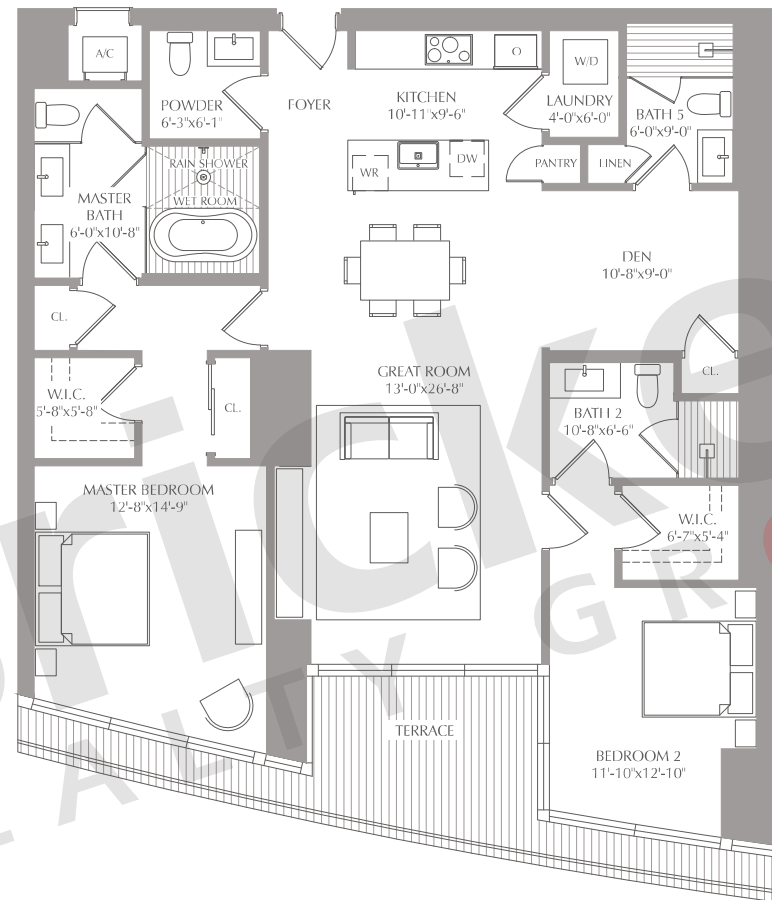 A/C
POWDER
6'-3"x6'-1"
FOYER
KITCHEN
10'-11"x9'-6"
O
W/D
LAUNDRY
4'-0"x6'-0"
BATH 5
6'-0"x9'-0"
RAIN SHOWER
WET ROOM
WR
DW
PANTRY
LINEN
MASTER
BATH
6'-0"x10'-8"
DEN
10'-8"x9'-0"
CL.
GREAT ROOM
13'-0"x26'-8"
CL.
W.I.C.
5'-8"x5'-8"
CL.
BATH 2
10'-8"x6'-6"
MASTER BEDROOM
12'-8"x14'-9"
W.I.C.
6'-7"x5'-4"
TERRACE
BEDROOM 2
11'-10"x12'-10"
ricke
EALTY GR